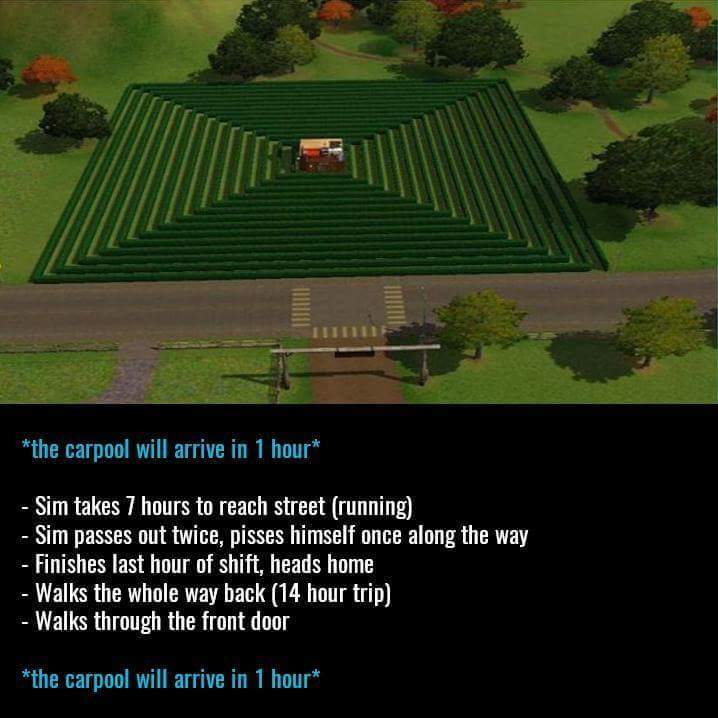 *the carpool will arrive in 1 hour*
- Sim takes 7 hours to reach street (running)
- Sim passes out twice, pisses himself once along the way
- Finishes last hour of shift, heads home
- Walks the whole way back (14 hour trip)
- Walks through the front door
*the carpool will arrive in 1 hour*